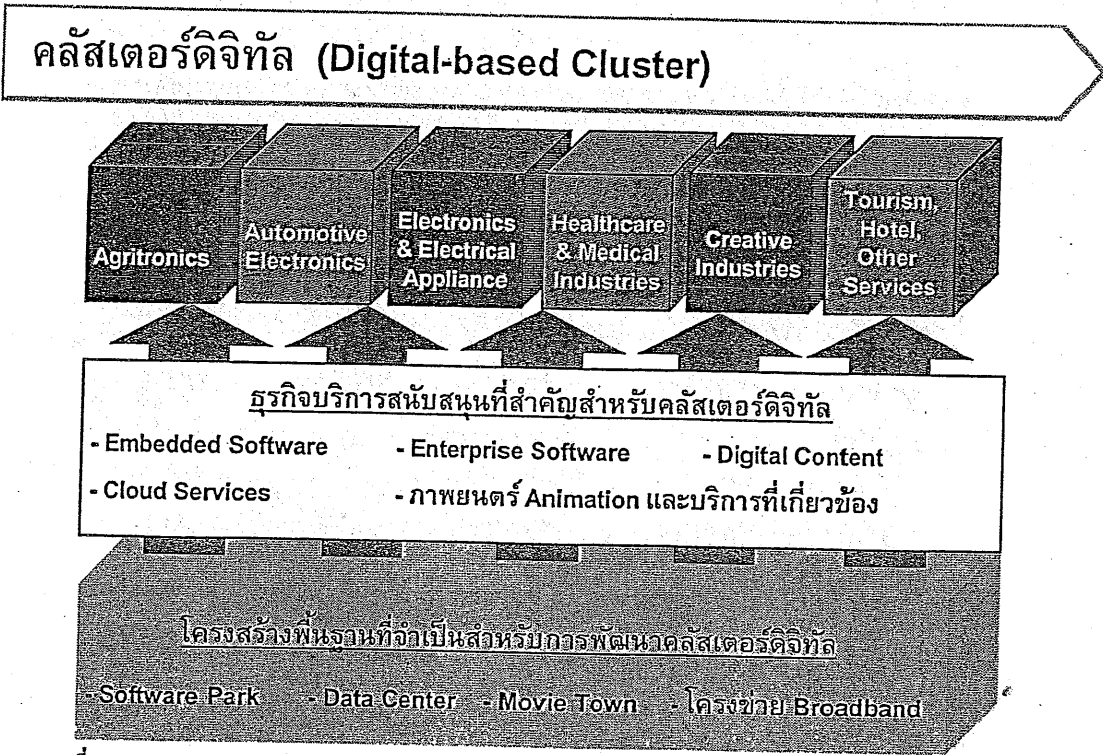 คลัสเตอร์ดิจิทัล (Digital-based Cluster)
Agritronics
Automotive
Electronics
Electronics
& Electrical
Appliance
Healthcare
& Medical
Industries
Creative
Industries
Tourism,
Hotel,
Other
Services
ธุรกิจบริการสนับสนุนที่สำคัญสำหรับคลัสเตอร์ดิจิทัล
- Embedded Software - Enterprise Software - Digital Content
- Cloud Services - ภาพยนตร์ Animation และบริการที่เกี่ยวข้อง
โครงสร้างพื้นฐานที่จำเป็นสำหรับการพัฒนาคลัสเตอร์ดิจิทัล
- Software Park - Data Center - Movie Town - โครงข่าย Broadband